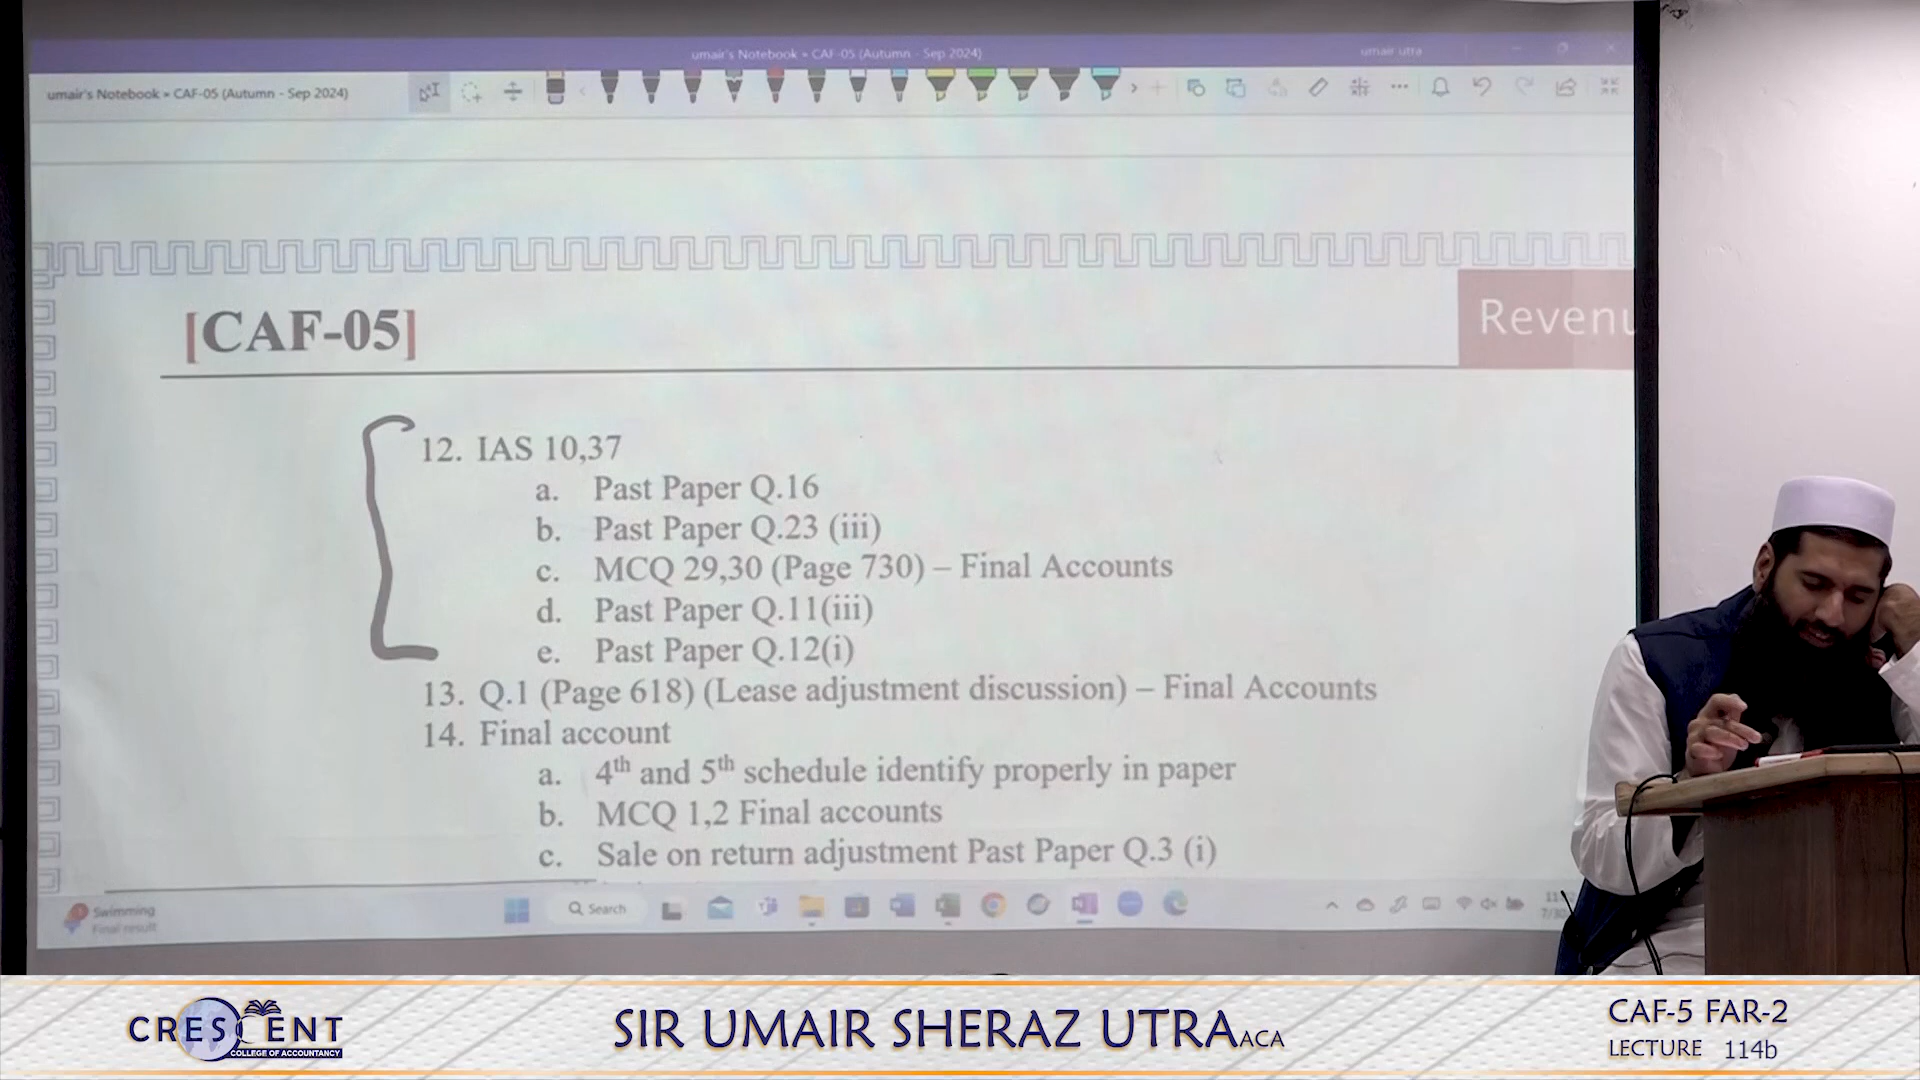 umair's Notebook » CAF-05 (Autumn - Sep 2024)
umair utra
umair's Notebook » CAF-05 (Autumn - Sep 2024)
[CAF-05]
Revenu
12. IAS 10,37
a. Past Paper Q.16
b. Past Paper Q.23 (iii)
c. MCQ 29,30 (Page 730) – Final Accounts
d. Past Paper Q.11(iii)
e. Past Paper Q.12(i)
13. Q.1 (Page 618) (Lease adjustment discussion) – Final Accounts
14. Final account
a. 4th and 5th schedule identify properly in paper
b. MCQ 1,2 Final accounts
c. Sale on return adjustment Past Paper Q.3 (i)
Swimming
Final result
Search
CRESCENT
COLLEGE OF ACCOUNTANCY
SIR UMAIR SHERAZ UTRA ACA
CAF-5 FAR-2
LECTURE 114b